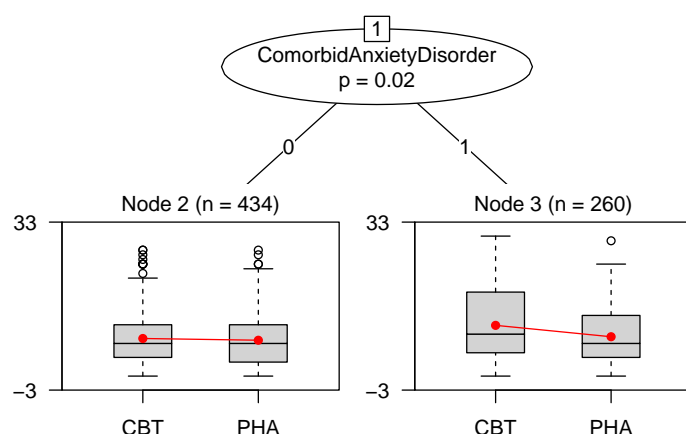 1
ComorbidAnxietyDisorder
p = 0.02
0
1
Node 2 (n = 434)
33
−3
CBT
PHA
Node 3 (n = 260)
33
−3
CBT
PHA